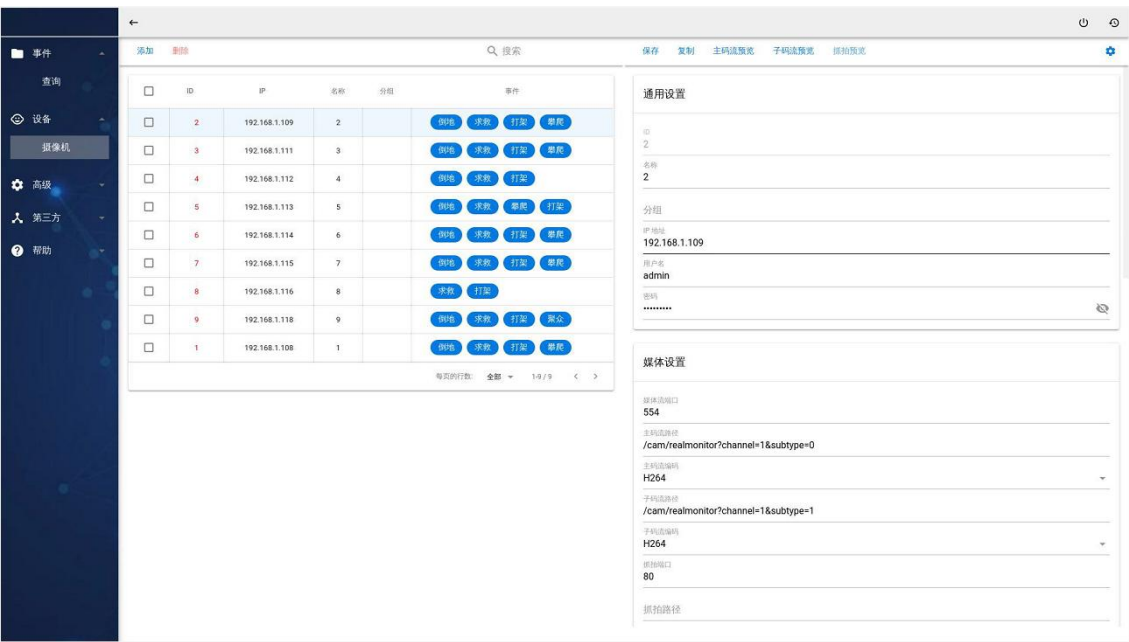 事件
查询
设备
摄像机
高级
第三方
帮助
添加 删除 搜索
ID IP 名称 分组 事件
2 192.168.1.109 2 倒地 求救 打架 攀爬
3 192.168.1.111 3 倒地 求救 打架 攀爬
4 192.168.1.112 4 倒地 求救 打架
5 192.168.1.113 5 倒地 求救 攀爬 打架
6 192.168.1.114 6 倒地 求救 打架 攀爬
7 192.168.1.115 7 倒地 求救 打架 攀爬
8 192.168.1.116 8 求救 打架
9 192.168.1.118 9 倒地 求救 打架 聚众
1 192.168.1.108 1 倒地 求救 打架 攀爬
每页的行数: 全部 1-9 / 9
保存 复制 主码流预览 子码流预览 抓拍预览
通用设置
ID
2
名称
2
分组
IP 地址
192.168.1.109
用户名
admin
密码
•••••••••
媒体设置
媒体流端口
554
主码流路径
/cam/realmonitor?channel=1&subtype=0
主码流编码
H264
子码流路径
/cam/realmonitor?channel=1&subtype=1
子码流编码
H264
抓拍端口
80
抓拍路径